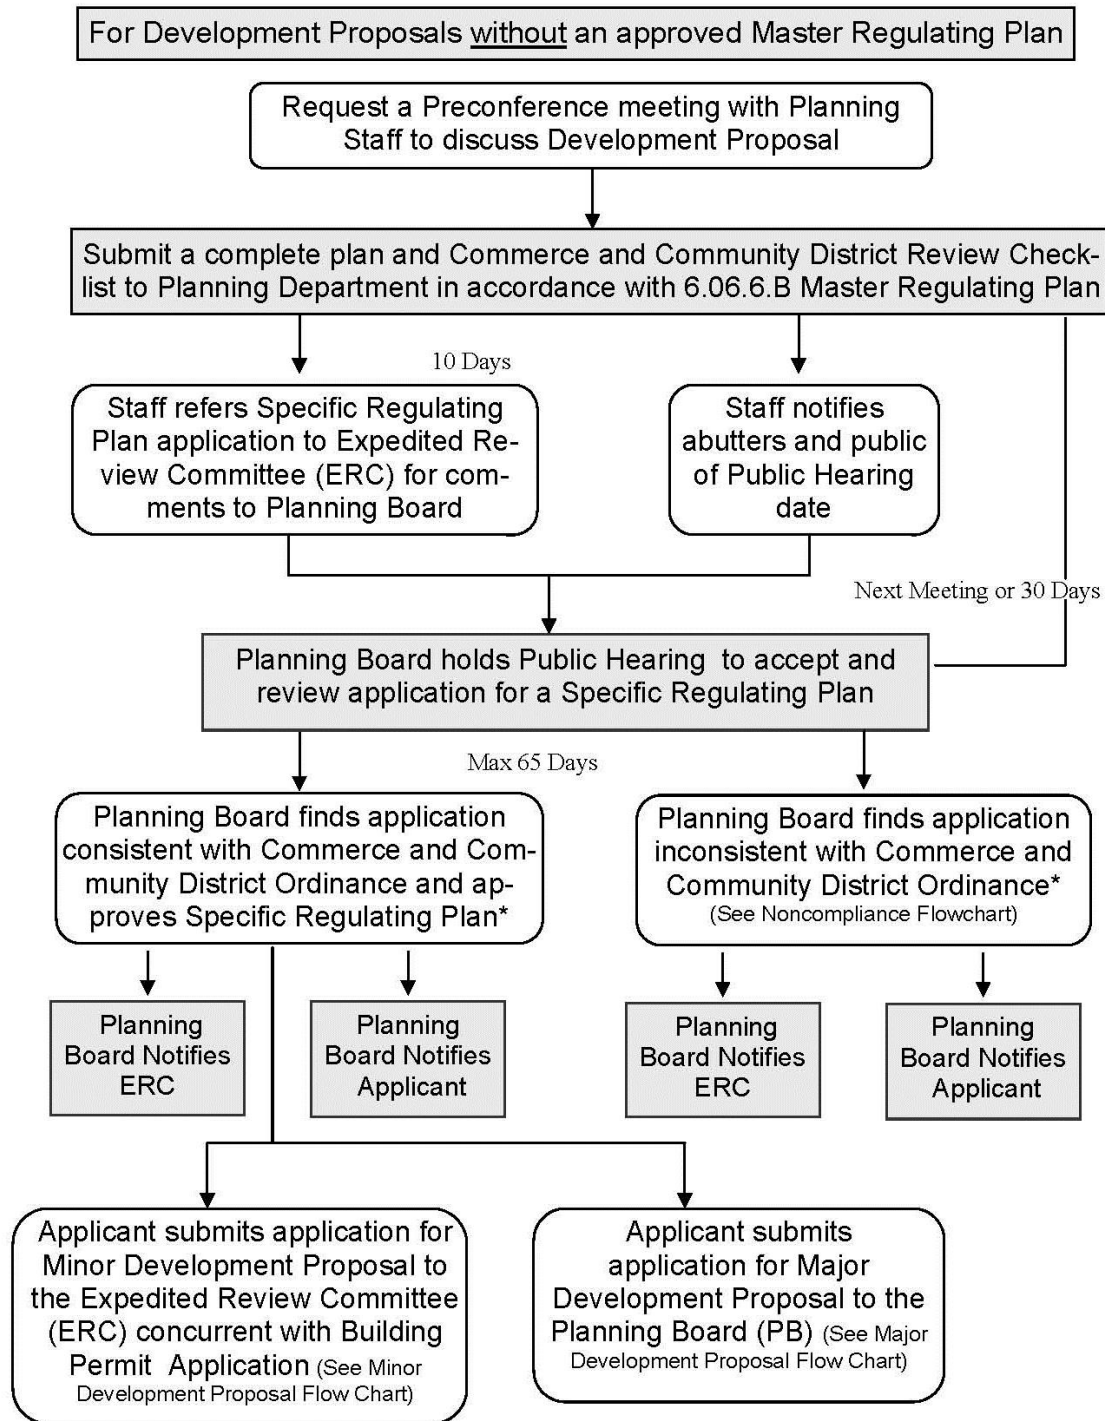 For Development Proposals without an approved Master Regulating Plan
Request a Preconference meeting with Planning
Staff to discuss Development Proposal
Submit a complete plan and Commerce and Community District Review Check-
list to Planning Department in accordance with 6.06.6.B Master Regulating Plan
10 Days
Staff refers Specific Regulating
Plan application to Expedited Re-
view Committee (ERC) for com-
ments to Planning Board
Staff notifies
abutters and public
of Public Hearing
date
Next Meeting or 30 Days
Planning Board holds Public Hearing to accept and
review application for a Specific Regulating Plan
Max 65 Days
Planning Board finds application
consistent with Commerce and Com-
munity District Ordinance and ap-
proves Specific Regulating Plan*
Planning Board finds application
inconsistent with Commerce and
Community District Ordinance*
(See Noncompliance Flowchart)
Planning
Board Notifies
ERC
Planning
Board Notifies
Applicant
Planning
Board Notifies
ERC
Planning
Board Notifies
Applicant
Applicant submits application for
Minor Development Proposal to
the Expedited Review Committee
(ERC) concurrent with Building
Permit Application (See Minor
Development Proposal Flow Chart)
Applicant submits
application for Major
Development Proposal to the
Planning Board (PB) (See Major
Development Proposal Flow Chart)